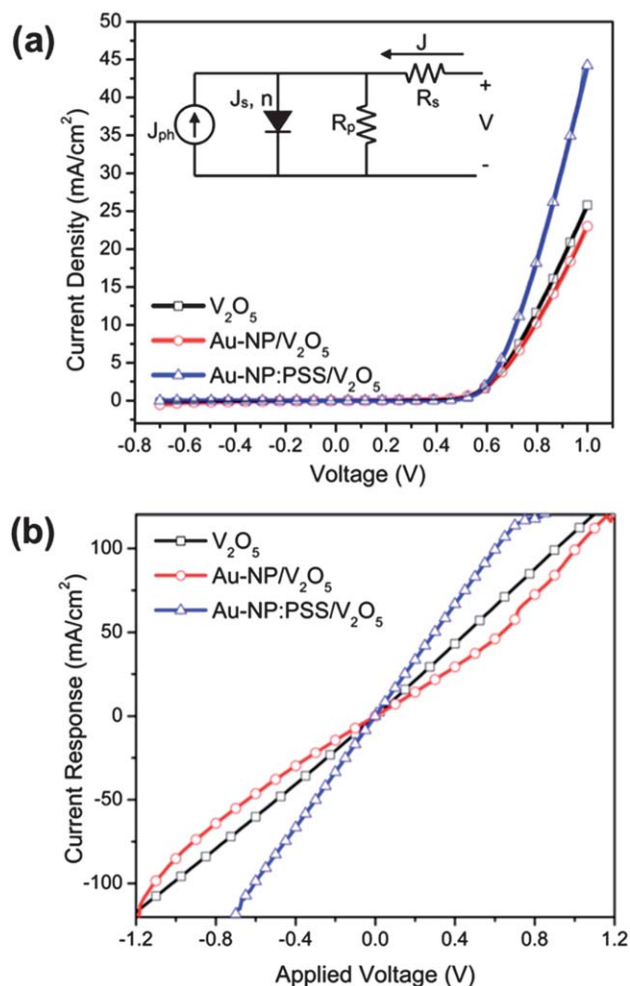 (a)
Current Density (mA/cm²)
50
45
40
35
30
25
20
15
10
5
0
J
Jₛ, n
Rₛ
+
Jₚₕ
Rₚ
V
-
V₂O₅
Au-NP/V₂O₅
Au-NP:PSS/V₂O₅
-0.8 -0.6 -0.4 -0.2 0.0 0.2 0.4 0.6 0.8 1.0
Voltage (V)
(b)
Current Response (mA/cm²)
100
50
0
-50
-100
V₂O₅
Au-NP/V₂O₅
Au-NP:PSS/V₂O₅
-1.2 -0.8 -0.4 0.0 0.4 0.8 1.2
Applied Voltage (V)